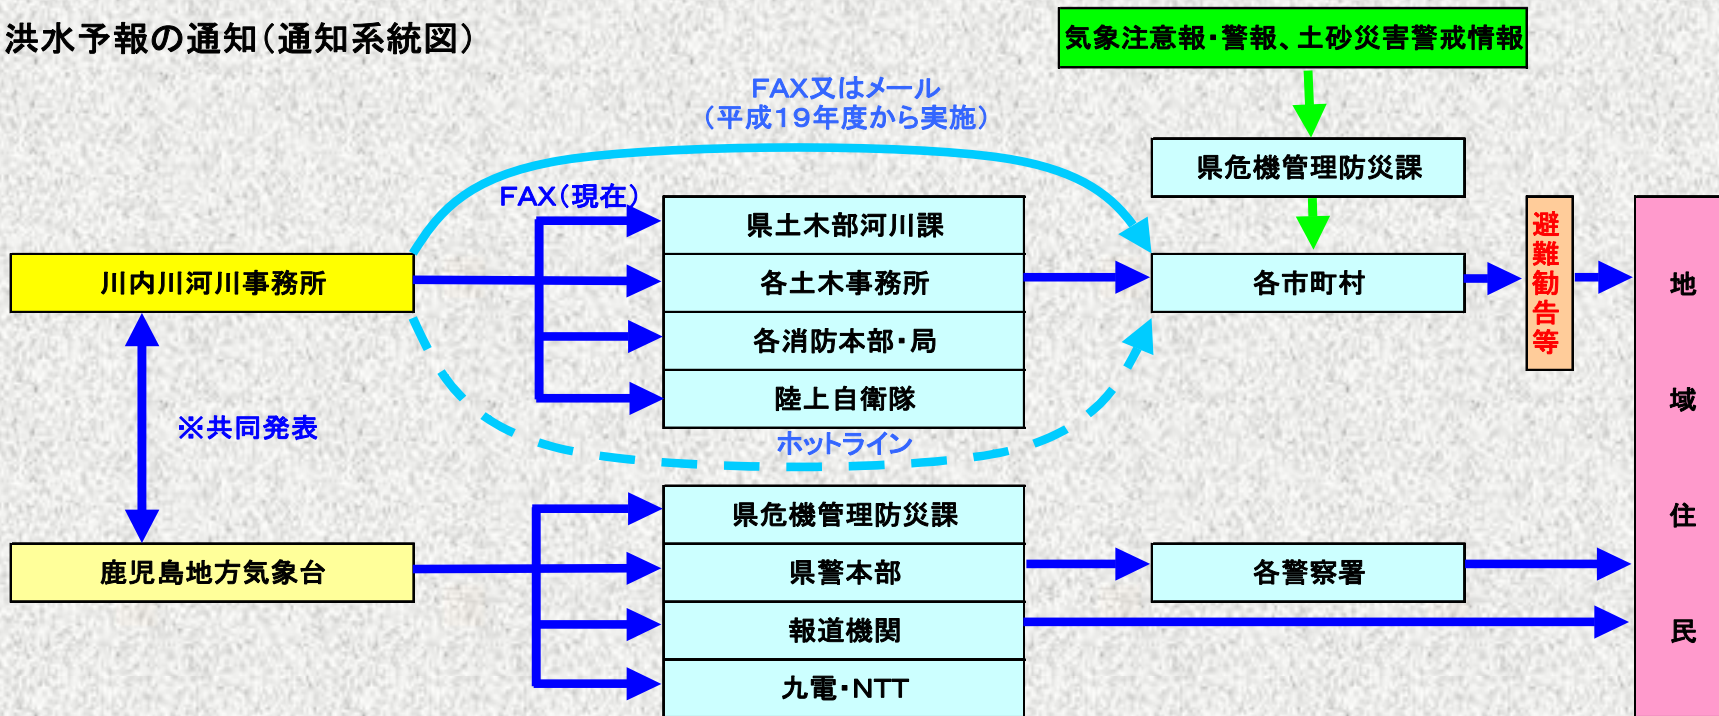 洪水予報の通知(通知系統図)
気象注意報・警報、土砂災害警戒情報
FAX又はメール
(平成19年度から実施)
県危機管理防災課
FAX(現在)
県土木部河川課
川内川河川事務所
各土木事務所
各市町村
避難勧告等
各消防本部・局
陸上自衛隊
※共同発表
ホットライン
県危機管理防災課
鹿児島地方気象台
県警本部
各警察署
報道機関
九電・NTT
地域住民